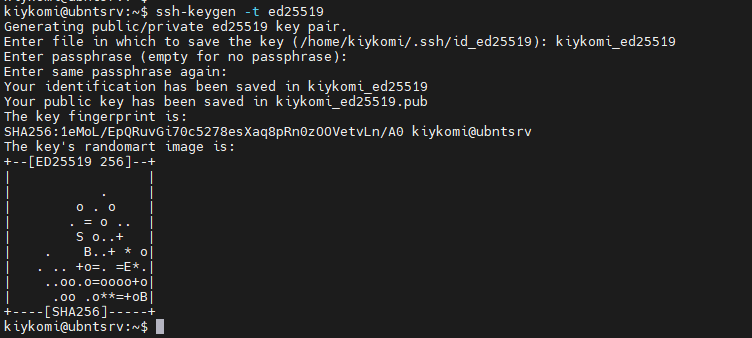 kiykomi@ubntsrv:~$ ssh-keygen -t ed25519
Generating public/private ed25519 key pair.
Enter file in which to save the key (/home/kiykomi/.ssh/id_ed25519): kiykomi_ed25519
Enter passphrase (empty for no passphrase):
Enter same passphrase again:
Your identification has been saved in kiykomi_ed25519
Your public key has been saved in kiykomi_ed25519.pub
The key fingerprint is:
SHA256:1eMoL/EpQRuvGi70c5278esXaq8pRn0zOOVetvLn/A0 kiykomi@ubntsrv
The key's randomart image is:
+--[ED25519 256]--+
|                 |
|           .     |
|        o . o    |
|       . = o ..  |
|        S o..+   |
|    .    B..+ * o|
|   . .. +o=. =E*.|
|    ..oo.o=oooo+o|
|     .oo .o**=+oB|
+----[SHA256]-----+
kiykomi@ubntsrv:~$